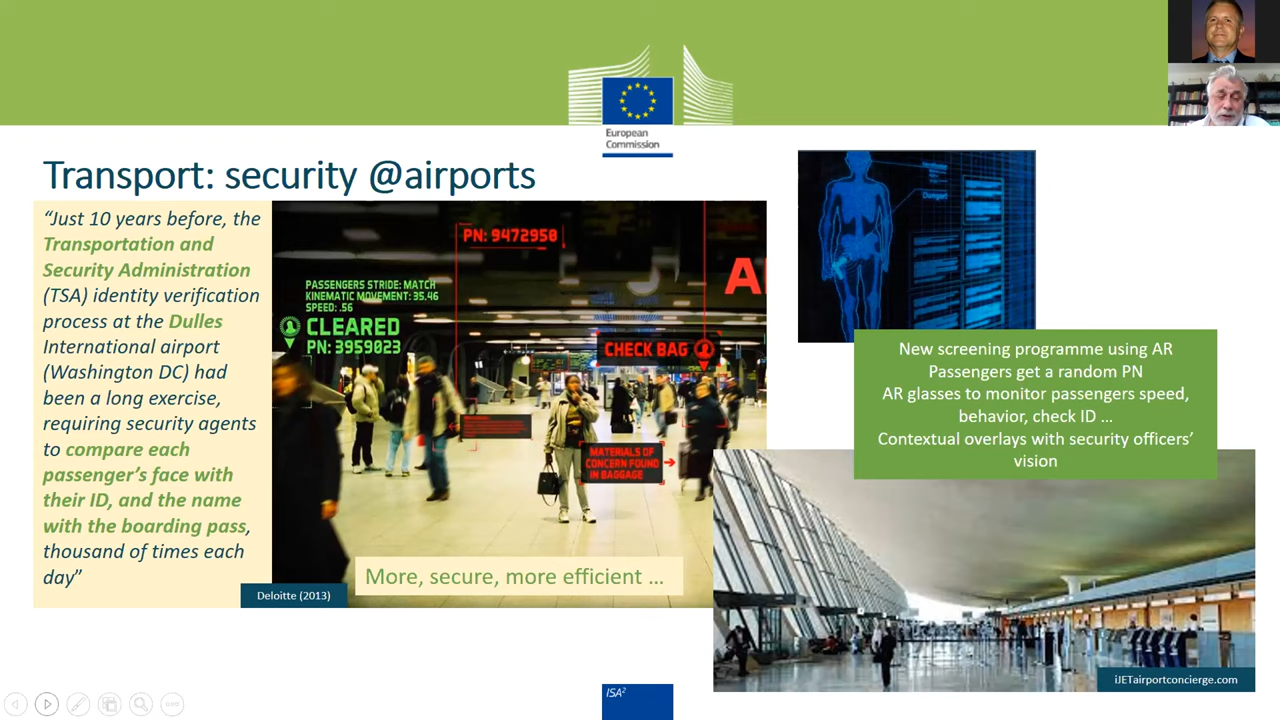 European
Commission
Transport: security @airports
“Just 10 years before, the
Transportation and
Security Administration
(TSA) identity verification
process at the Dulles
International airport
(Washington DC) had
been a long exercise,
requiring security agents
to compare each
passenger’s face with
their ID, and the name
with the boarding pass,
thousand of times each
day”
Deloitte (2013)
PN: 9472950
PASSENGERS STRIDE: MATCH
KINEMATIC MOVEMENT: 35.46
SPEED: .56
CLEARED
PN: 3959023
A
CHECK BAG
MATERIALS OF
CONCERN FOUND
IN BAGGAGE
More, secure, more efficient …
New screening programme using AR
Passengers get a random PN
AR glasses to monitor passengers speed,
behavior, check ID …
Contextual overlays with security officers’
vision
iJETairportconcierge.com
ISA²